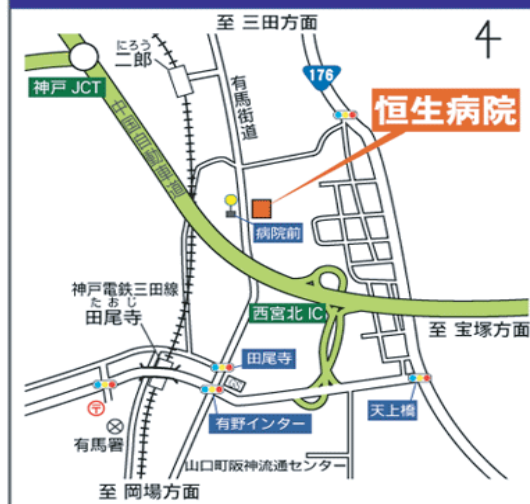 至 三田方面
4
にろう
二郎
176
神戸 JCT
有馬街道
恒生病院
中国自動車道
病院前
神戸電鉄三田線
たおじ
田尾寺
西宮北 IC
至 宝塚方面
田尾寺
GS
有野インター
天上橋
〒
有馬署
山口町阪神流通センター
至 岡場方面